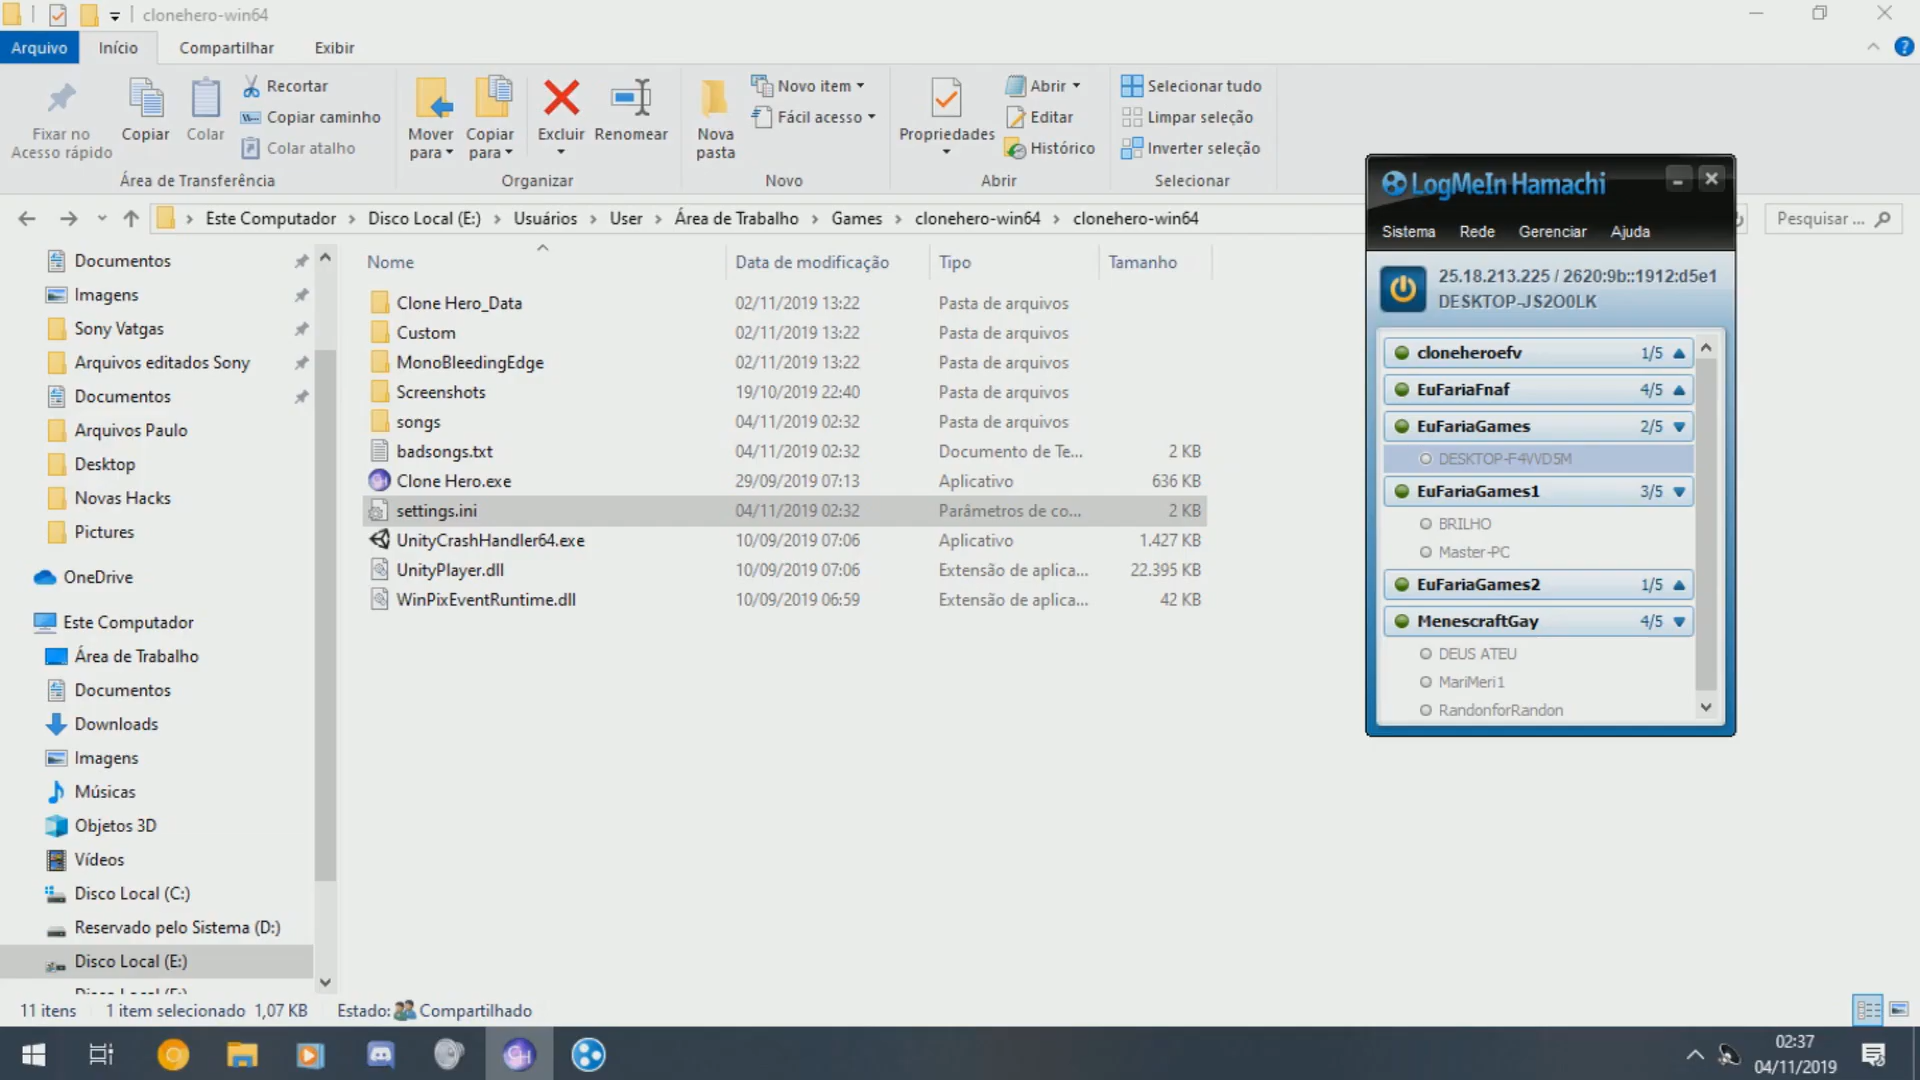 clonehero-win64
Arquivo Início Compartilhar Exibir
Fixar no Acesso rápido
Copiar
Colar
Recortar
Copiar caminho
Colar atalho
Área de Transferência
Mover para
Copiar para
Excluir
Renomear
Organizar
Nova pasta
Novo item
Fácil acesso
Novo
Propriedades
Abrir
Editar
Histórico
Abrir
Selecionar tudo
Limpar seleção
Inverter seleção
Selecionar
Este Computador > Disco Local (E:) > Usuários > User > Área de Trabalho > Games > clonehero-win64 > clonehero-win64
Pesquisar ...
Documentos
Imagens
Sony Vatgas
Arquivos editados Sony
Documentos
Arquivos Paulo
Desktop
Novas Hacks
Pictures
OneDrive
Este Computador
Área de Trabalho
Documentos
Downloads
Imagens
Músicas
Objetos 3D
Vídeos
Disco Local (C:)
Reservado pelo Sistema (D:)
Disco Local (E:)
Nome Data de modificação Tipo Tamanho
Clone Hero_Data 02/11/2019 13:22 Pasta de arquivos
Custom 02/11/2019 13:22 Pasta de arquivos
MonoBleedingEdge 02/11/2019 13:22 Pasta de arquivos
Screenshots 19/10/2019 22:40 Pasta de arquivos
songs 04/11/2019 02:32 Pasta de arquivos
badsongs.txt 04/11/2019 02:32 Documento de Te... 2 KB
Clone Hero.exe 29/09/2019 07:13 Aplicativo 636 KB
settings.ini 04/11/2019 02:32 Parâmetros de co... 2 KB
UnityCrashHandler64.exe 10/09/2019 07:06 Aplicativo 1.427 KB
UnityPlayer.dll 10/09/2019 07:06 Extensão de aplica... 22.395 KB
WinPixEventRuntime.dll 10/09/2019 06:59 Extensão de aplica... 42 KB
LogMeIn Hamachi
Sistema Rede Gerenciar Ajuda
25.18.213.225 / 2620:9b::1912:d5e1
DESKTOP-JS2O0LK
cloneheroefv 1/5
EuFariaFnaf 4/5
EuFariaGames 2/5
DESKTOP-F4VVD5M
EuFariaGames1 3/5
BRILHO
Master-PC
EuFariaGames2 1/5
MenescraftGay 4/5
DEUS ATEU
MariMeri1
RandonforRandon
11 itens 1 item selecionado 1,07 KB Estado: Compartilhado
02:37
04/11/2019